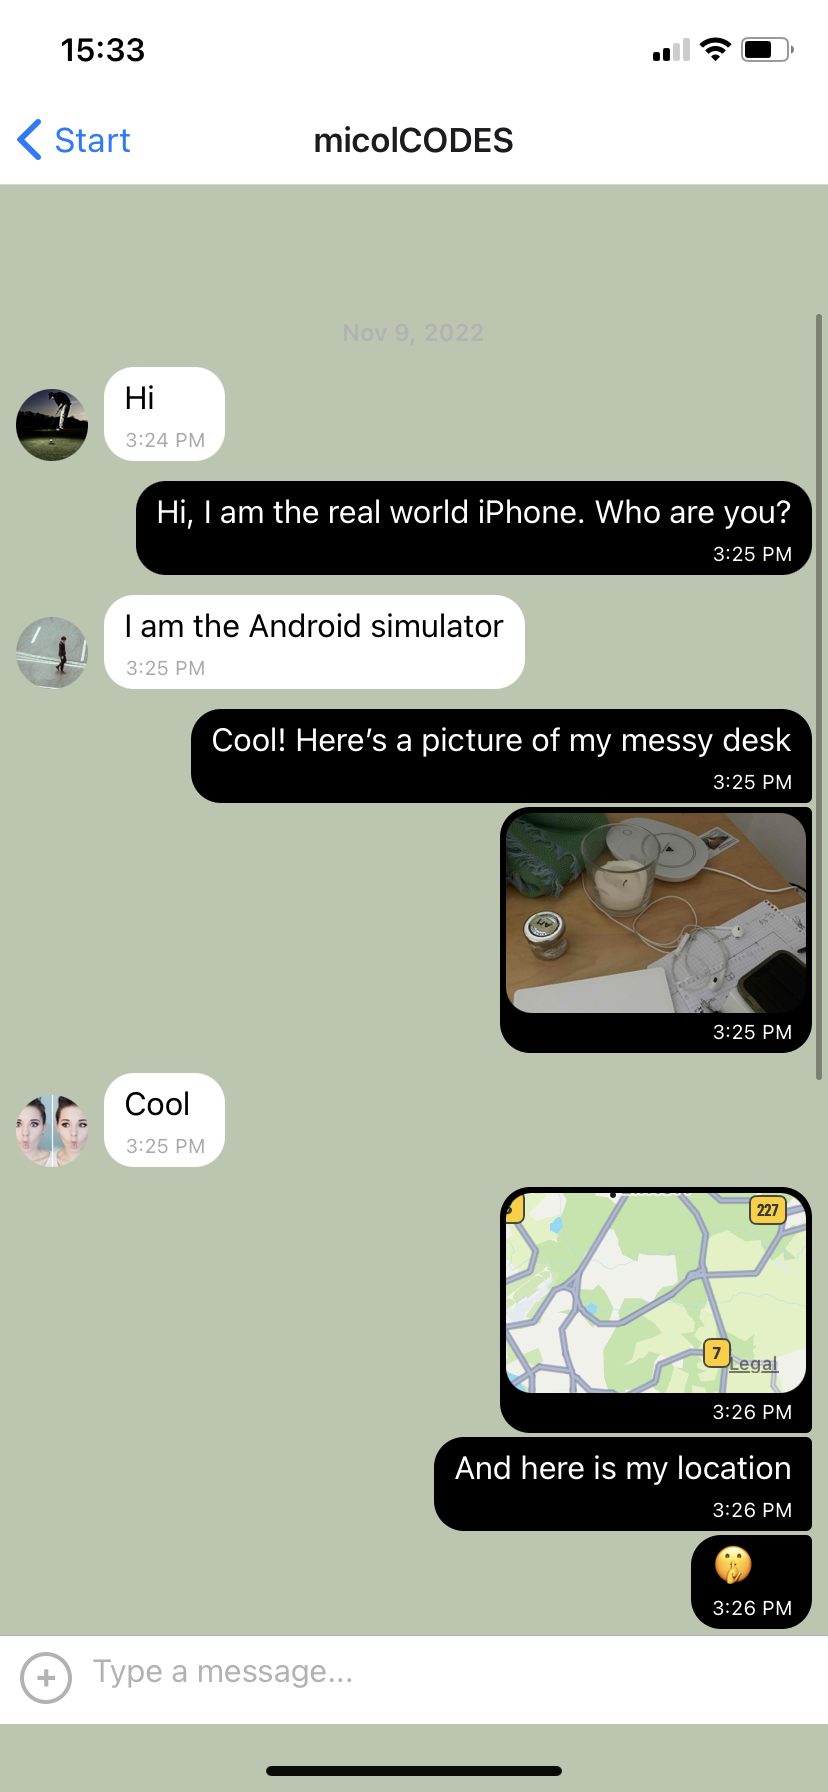 15:33
Start
micolCODES
Nov 9, 2022
Hi
3:24 PM
Hi, I am the real world iPhone. Who are you?
3:25 PM
I am the Android simulator
3:25 PM
Cool! Here’s a picture of my messy desk
3:25 PM
3:25 PM
Cool
3:25 PM
227
7
Legal
3:26 PM
And here is my location
3:26 PM
🤫
3:26 PM
Type a message...